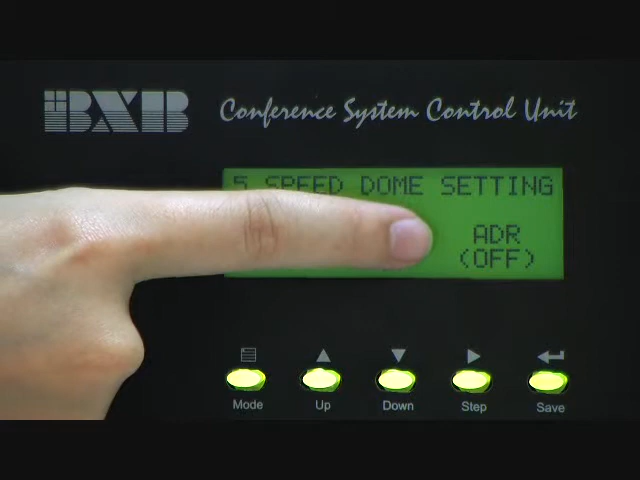 BXB Conference System Control Unit
5 SPEED DOME SETTING
ADR
(OFF)
Mode Up Down Step Save